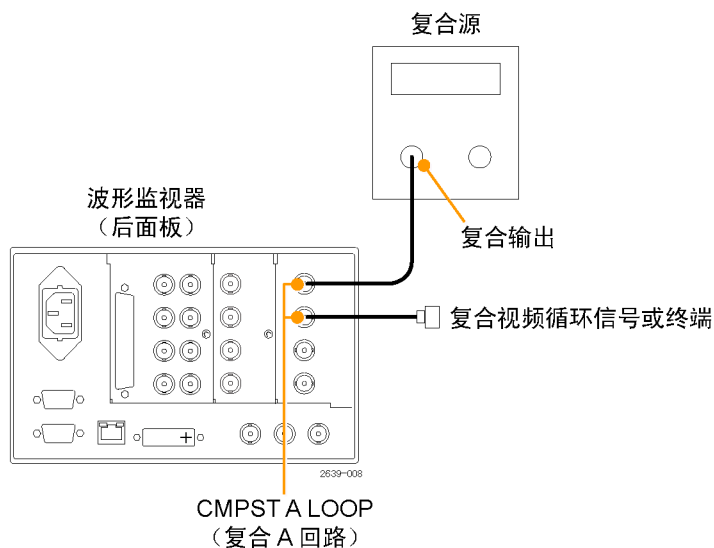 复合源
波形监视器
（后面板）
复合输出
复合视频循环信号或终端
2639-008
CMPST A LOOP
（复合 A 回路）